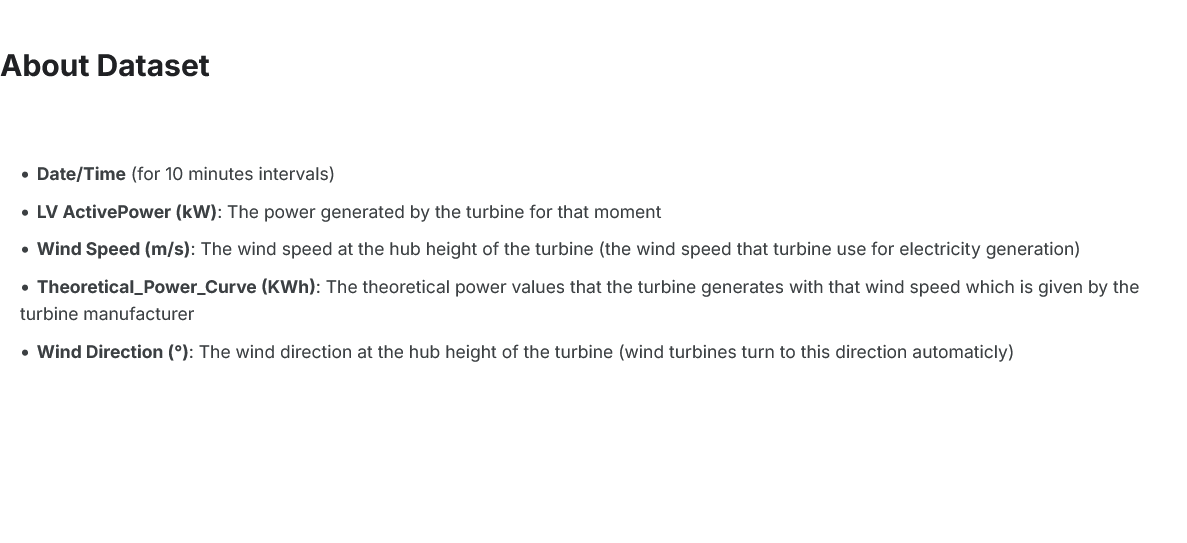 About Dataset
• Date/Time (for 10 minutes intervals)
• LV ActivePower (kW): The power generated by the turbine for that moment
• Wind Speed (m/s): The wind speed at the hub height of the turbine (the wind speed that turbine use for electricity generation)
• Theoretical_Power_Curve (KWh): The theoretical power values that the turbine generates with that wind speed which is given by the
turbine manufacturer
• Wind Direction (°): The wind direction at the hub height of the turbine (wind turbines turn to this direction automaticly)